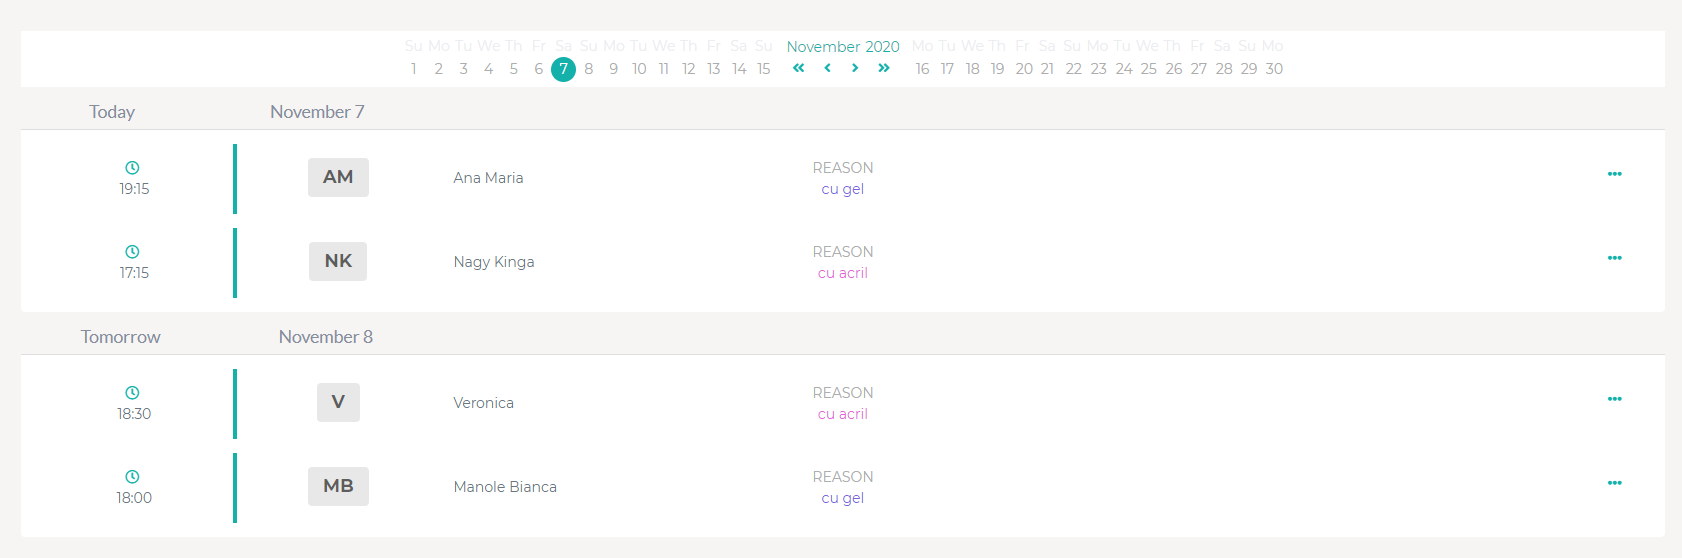 Su Mo Tu We Th Fr Sa Su Mo Tu We Th Fr Sa Su November 2020 Mo Tu We Th Fr Sa Su Mo Tu We Th Fr Sa Su Mo
1 2 3 4 5 6 7 8 9 10 11 12 13 14 15 16 17 18 19 20 21 22 23 24 25 26 27 28 29 30
Today November 7
19:15 AM Ana Maria REASON
cu gel
17:15 NK Nagy Kinga REASON
cu acril
Tomorrow November 8
18:30 V Veronica REASON
cu acril
18:00 MB Manole Bianca REASON
cu gel